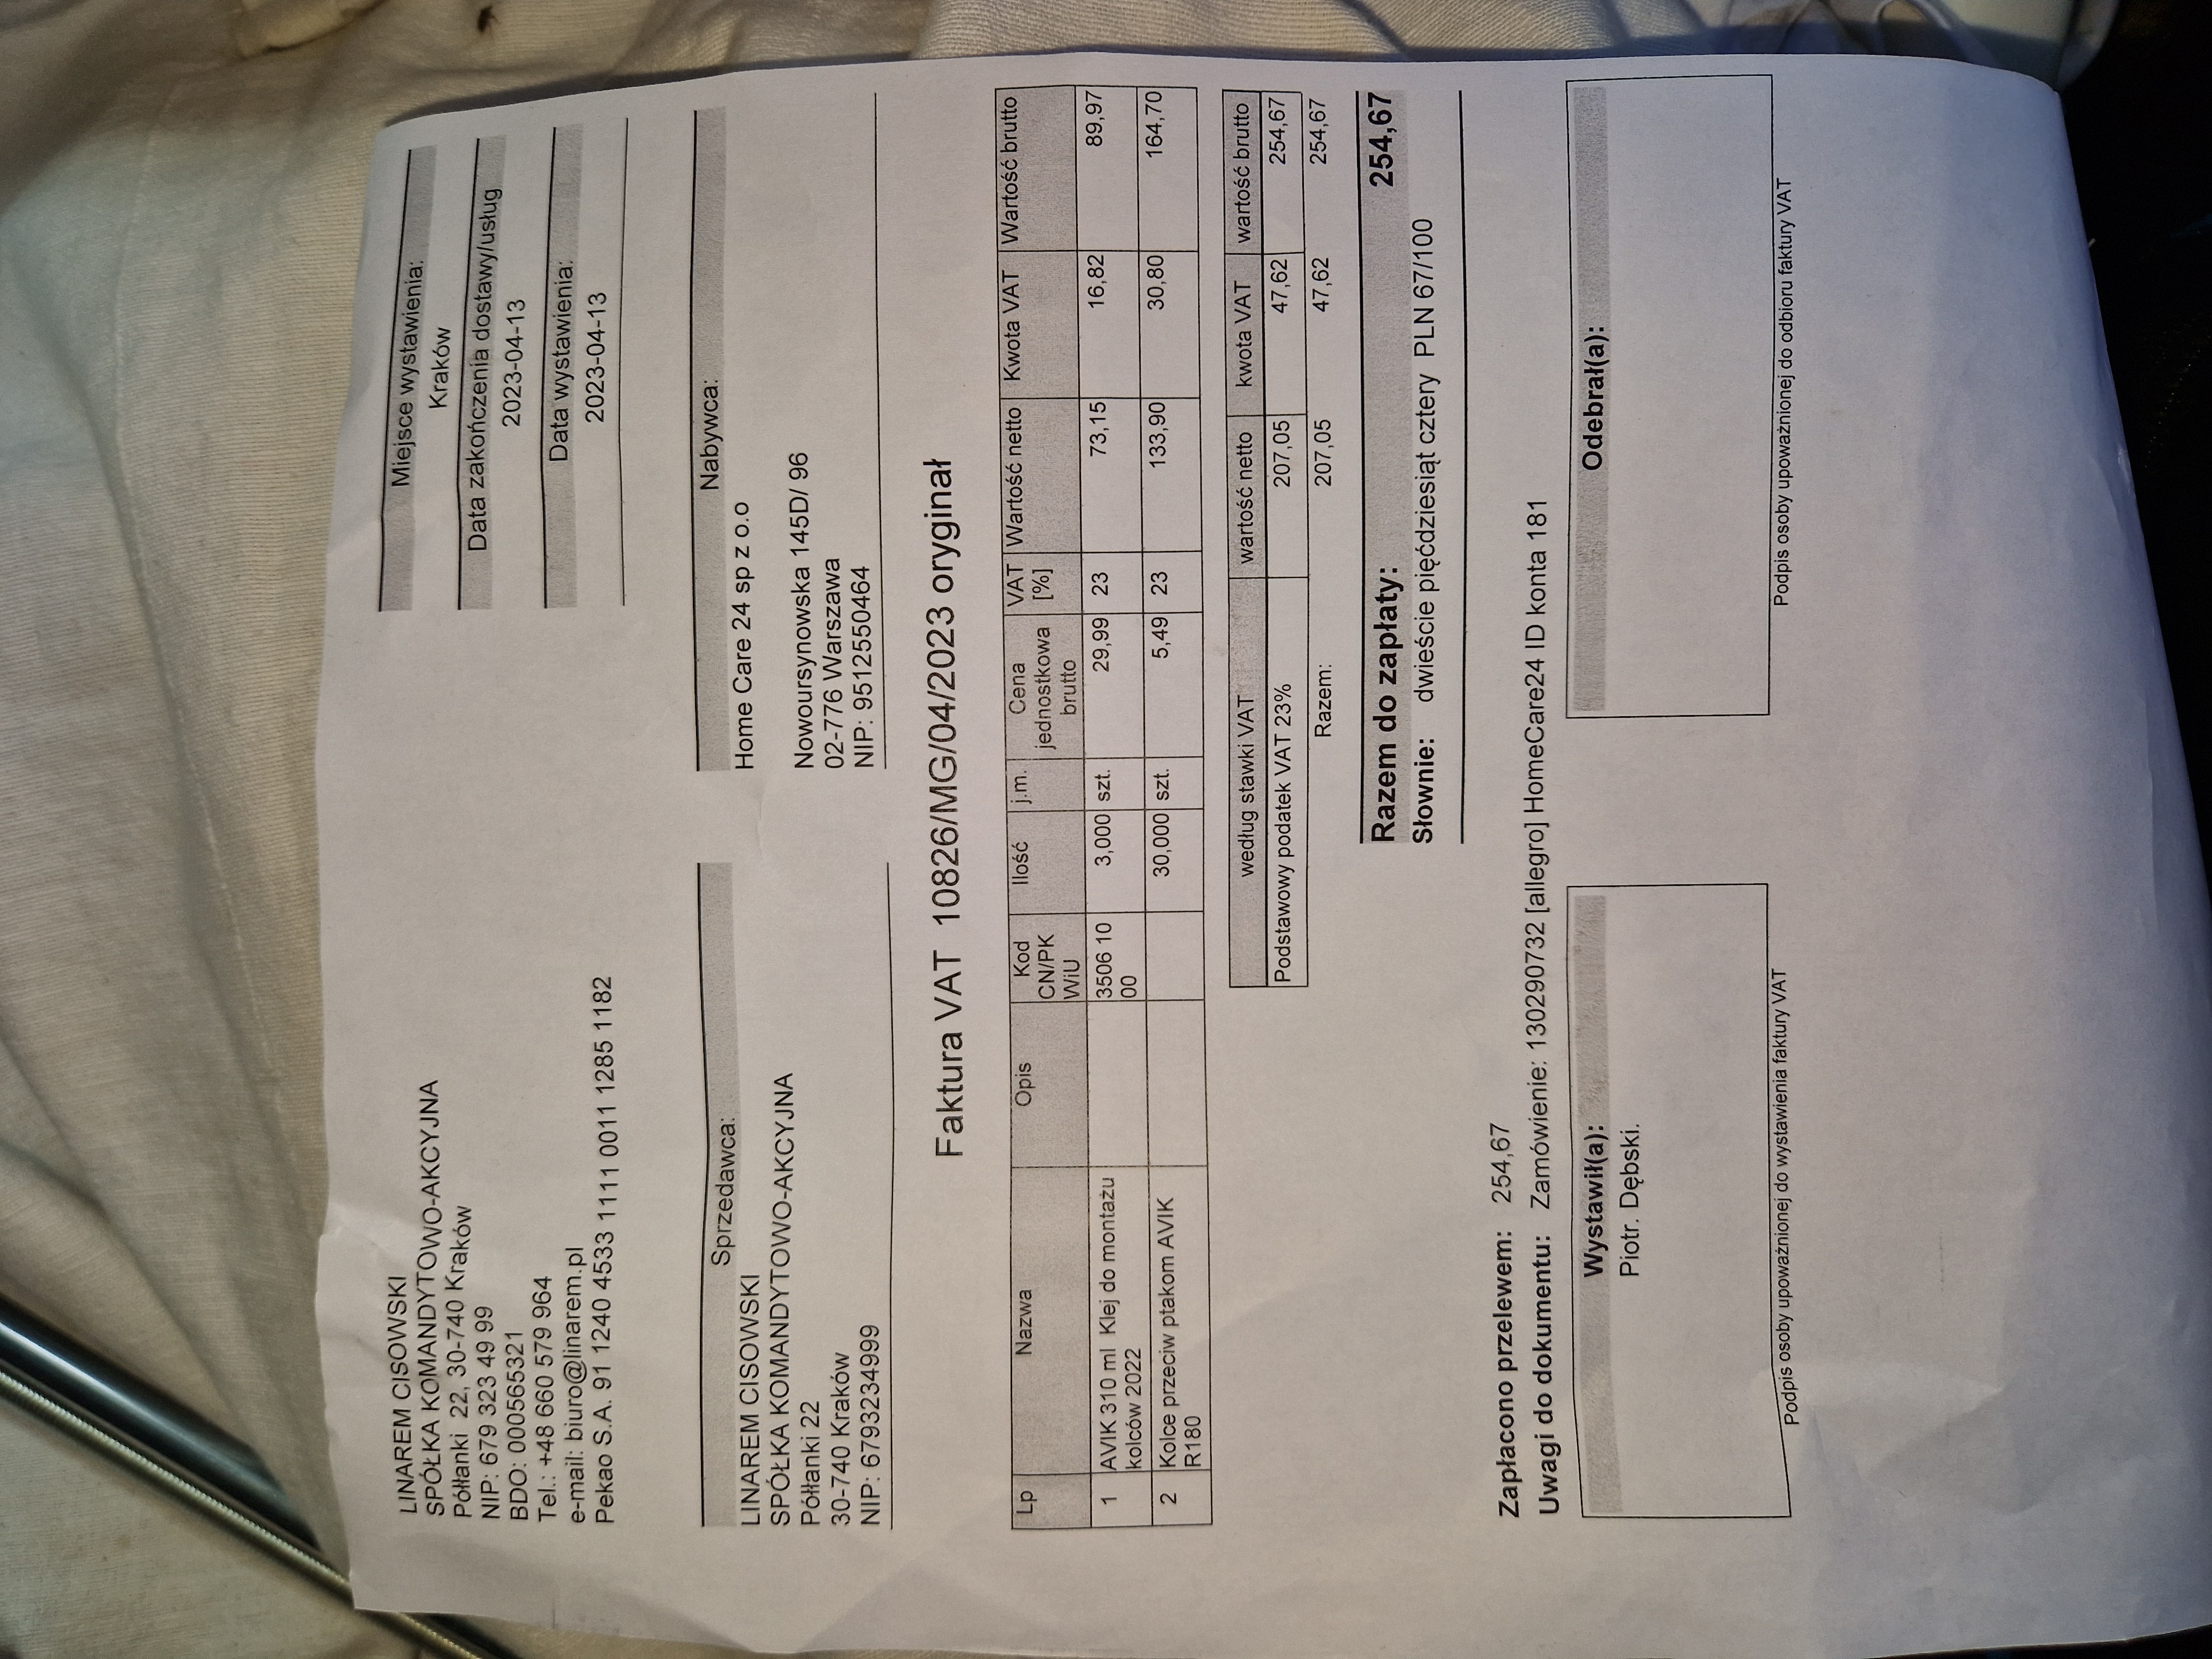 LINAREM CISOWSKI
SPÓŁKA KOMANDYTOWO-AKCYJNA
Półłanki 22, 30-740 Kraków
NIP: 679 323 49 99
BDO: 000565321
Tel.: +48 660 579 964
e-mail: biuro@linarem.pl
Pekao S.A. 91 1240 4533 1111 0011 1285 1182
Miejsce wystawienia:
Kraków
Data zakończenia dostawy/usług
2023-04-13
Data wystawienia:
2023-04-13
Sprzedawca:
LINAREM CISOWSKI
SPÓŁKA KOMANDYTOWO-AKCYJNA
Półłanki 22
30-740 Kraków
NIP: 6793234999
Nabywca:
Home Care 24 sp z o.o
Nowoursynowska 145D/ 96
02-776 Warszawa
NIP: 9512550464
Faktura VAT 10826/MG/04/2023 oryginał
Lp Nazwa Opis Kod CN/PKWiU Ilość j.m. Cena jednostkowa brutto VAT [%] Wartość netto Kwota VAT Wartość brutto
1 AVIK 310 ml Klej do montażu kolców 2022 3506 10 00 3,000 szt. 29,99 23 73,15 16,82 89,97
2 Kolce przeciw ptakom AVIK R180 30,000 szt. 5,49 23 133,90 30,80 164,70
według stawki VAT wartość netto kwota VAT wartość brutto
Podstawowy podatek VAT 23% 207,05 47,62 254,67
Razem: 207,05 47,62 254,67
Razem do zapłaty: 254,67
Słownie: dwieście pięćdziesiąt cztery PLN 67/100
Zapłacono przelewem: 254,67
Uwagi do dokumentu: Zamówienie: 130290732 [allegro] HomeCare24 ID konta 181
Wystawił(a):
Piotr. Dębski.
Podpis osoby upoważnionej do wystawienia faktury VAT
Odebrał(a):
Podpis osoby upoważnionej do odbioru faktury VAT